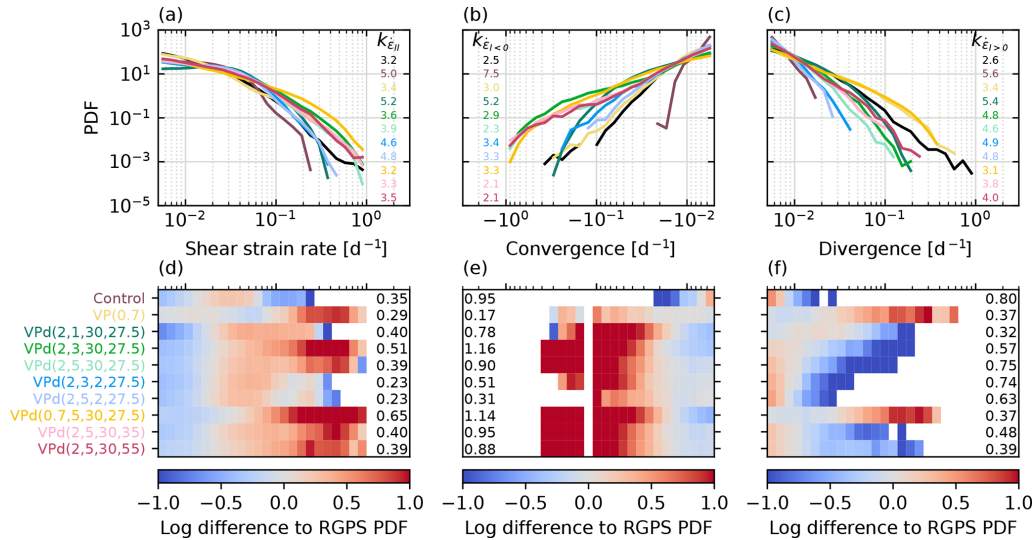 (a)
(b)
(c)
PDF
10^3
10^1
10^−1
10^−3
10^−5
k_ε̇II
3.2
5.0
3.4
5.2
3.6
3.9
4.6
4.8
3.2
3.3
3.5
k_ε̇I<0
2.5
7.5
3.0
5.2
2.9
2.3
3.4
3.3
3.3
2.1
2.1
k_ε̇I>0
2.6
5.6
3.4
5.4
4.8
4.6
4.9
5.1
3.2
3.8
4.0
10^−2 10^−1 10^0
−10^0 −10^−1 −10^−2
10^−2 10^−1 10^0
Shear strain rate [d^−1]
Convergence [d^−1]
Divergence [d^−1]
(d)
(e)
(f)
Control 0.35 0.95 0.80
VP(0.7) 0.29 0.17 0.37
VPd(2,1,30,27.5) 0.40 0.78 0.32
VPd(2,3,30,27.5) 0.51 1.16 0.57
VPd(2,5,30,27.5) 0.39 0.90 0.75
VPd(2,3,2,27.5) 0.23 0.51 0.74
VPd(2,5,2,27.5) 0.23 0.31 0.63
VPd(0.7,5,30,27.5) 0.65 1.14 0.37
VPd(2,5,30,35) 0.40 0.95 0.48
VPd(2,5,30,55) 0.39 0.88 0.39
−1.0 −0.5 0.0 0.5 1.0
−1.0 −0.5 0.0 0.5 1.0
−1.0 −0.5 0.0 0.5 1.0
Log difference to RGPS PDF
Log difference to RGPS PDF
Log difference to RGPS PDF